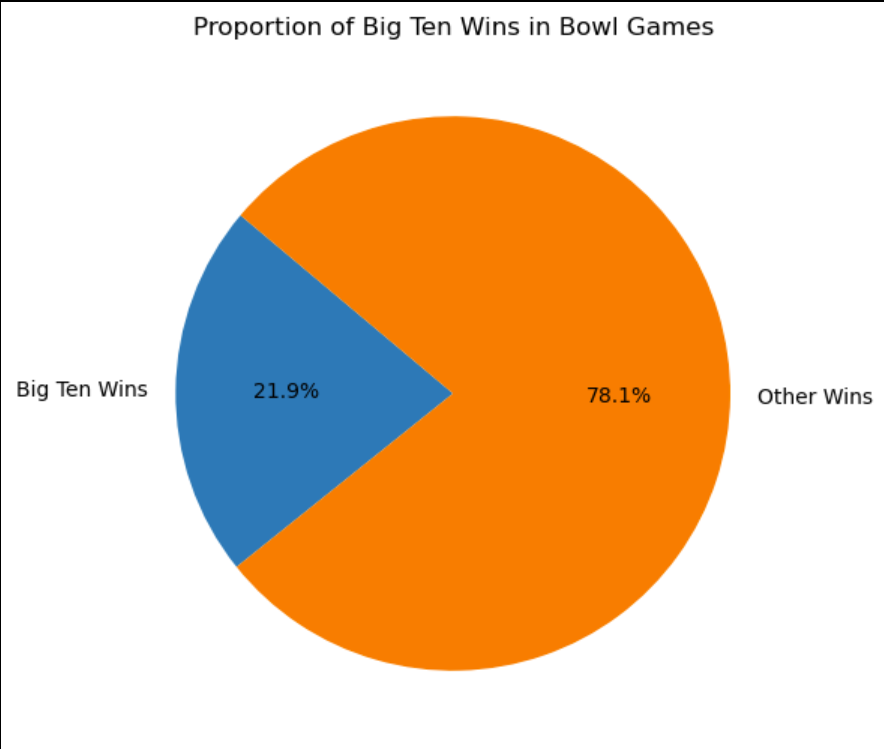 Proportion of Big Ten Wins in Bowl Games
Big Ten Wins
21.9%
78.1%
Other Wins